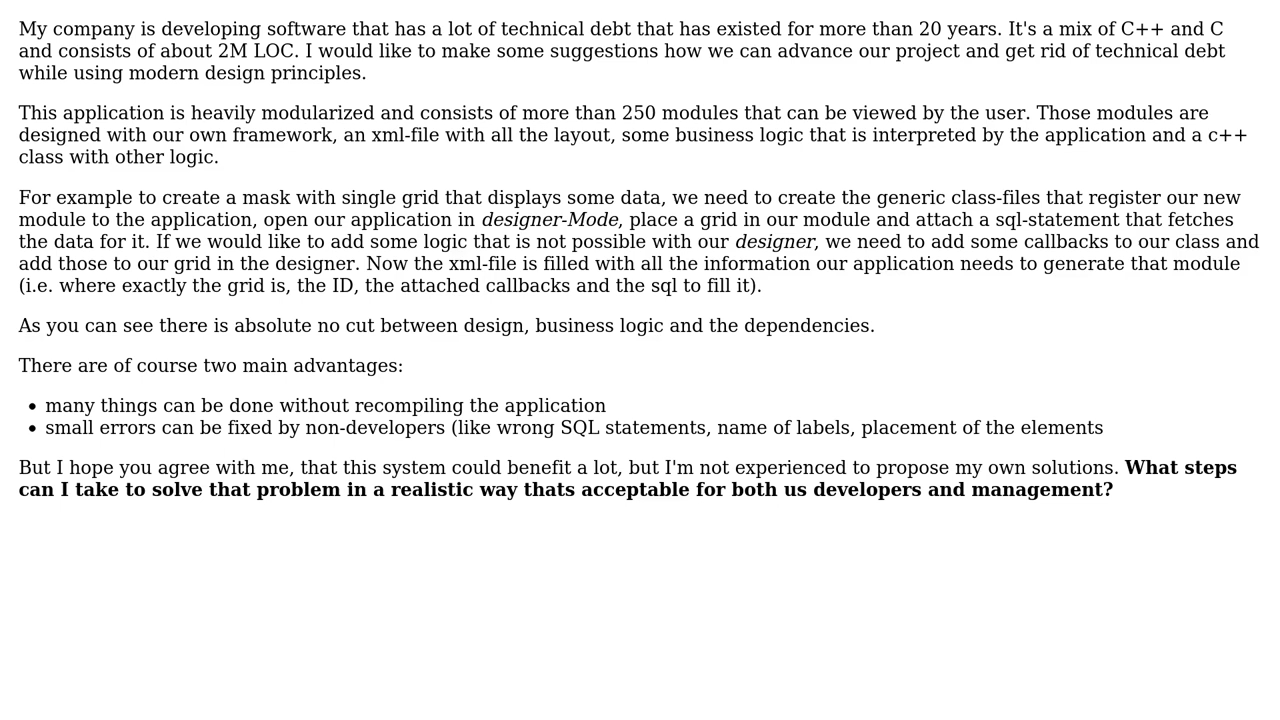 My company is developing software that has a lot of technical debt that has existed for more than 20 years. It's a mix of C++ and C
and consists of about 2M LOC. I would like to make some suggestions how we can advance our project and get rid of technical debt
while using modern design principles.
This application is heavily modularized and consists of more than 250 modules that can be viewed by the user. Those modules are
designed with our own framework, an xml-file with all the layout, some business logic that is interpreted by the application and a c++
class with other logic.
For example to create a mask with single grid that displays some data, we need to create the generic class-files that register our new
module to the application, open our application in designer-Mode, place a grid in our module and attach a sql-statement that fetches
the data for it. If we would like to add some logic that is not possible with our designer, we need to add some callbacks to our class and
add those to our grid in the designer. Now the xml-file is filled with all the information our application needs to generate that module
(i.e. where exactly the grid is, the ID, the attached callbacks and the sql to fill it).
As you can see there is absolute no cut between design, business logic and the dependencies.
There are of course two main advantages:
• many things can be done without recompiling the application
• small errors can be fixed by non-developers (like wrong SQL statements, name of labels, placement of the elements
But I hope you agree with me, that this system could benefit a lot, but I'm not experienced to propose my own solutions. What steps
can I take to solve that problem in a realistic way thats acceptable for both us developers and management?